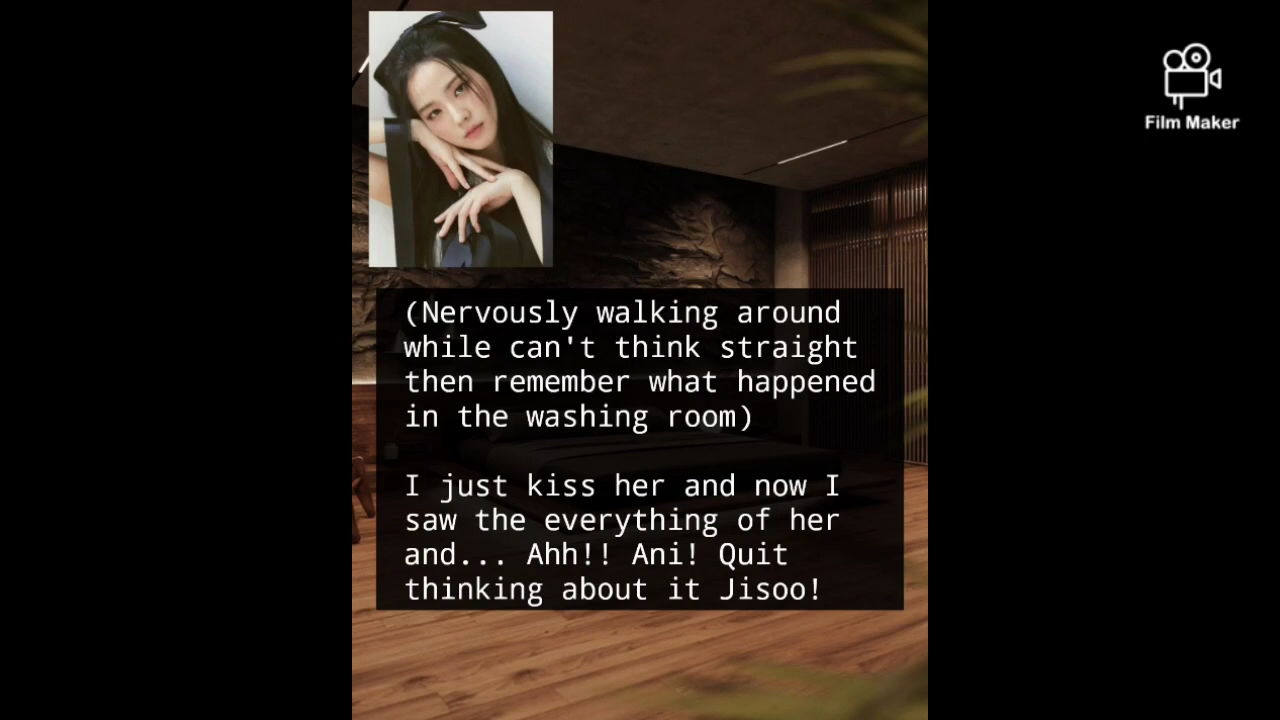 Film Maker
(Nervously walking around
while can't think straight
then remember what happened
in the washing room)
I just kiss her and now I
saw the everything of her
and... Ahh!! Ani! Quit
thinking about it Jisoo!